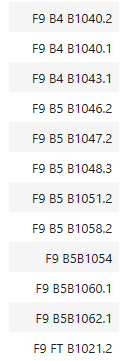 F9 B4 B1040.2
F9 B4 B1040.1
F9 B4 B1043.1
F9 B5 B1046.2
F9 B5 B1047.2
F9 B5 B1048.3
F9 B5 B1051.2
F9 B5 B1058.2
F9 B5B1054
F9 B5B1060.1
F9 B5B1062.1
F9 FT B1021.2